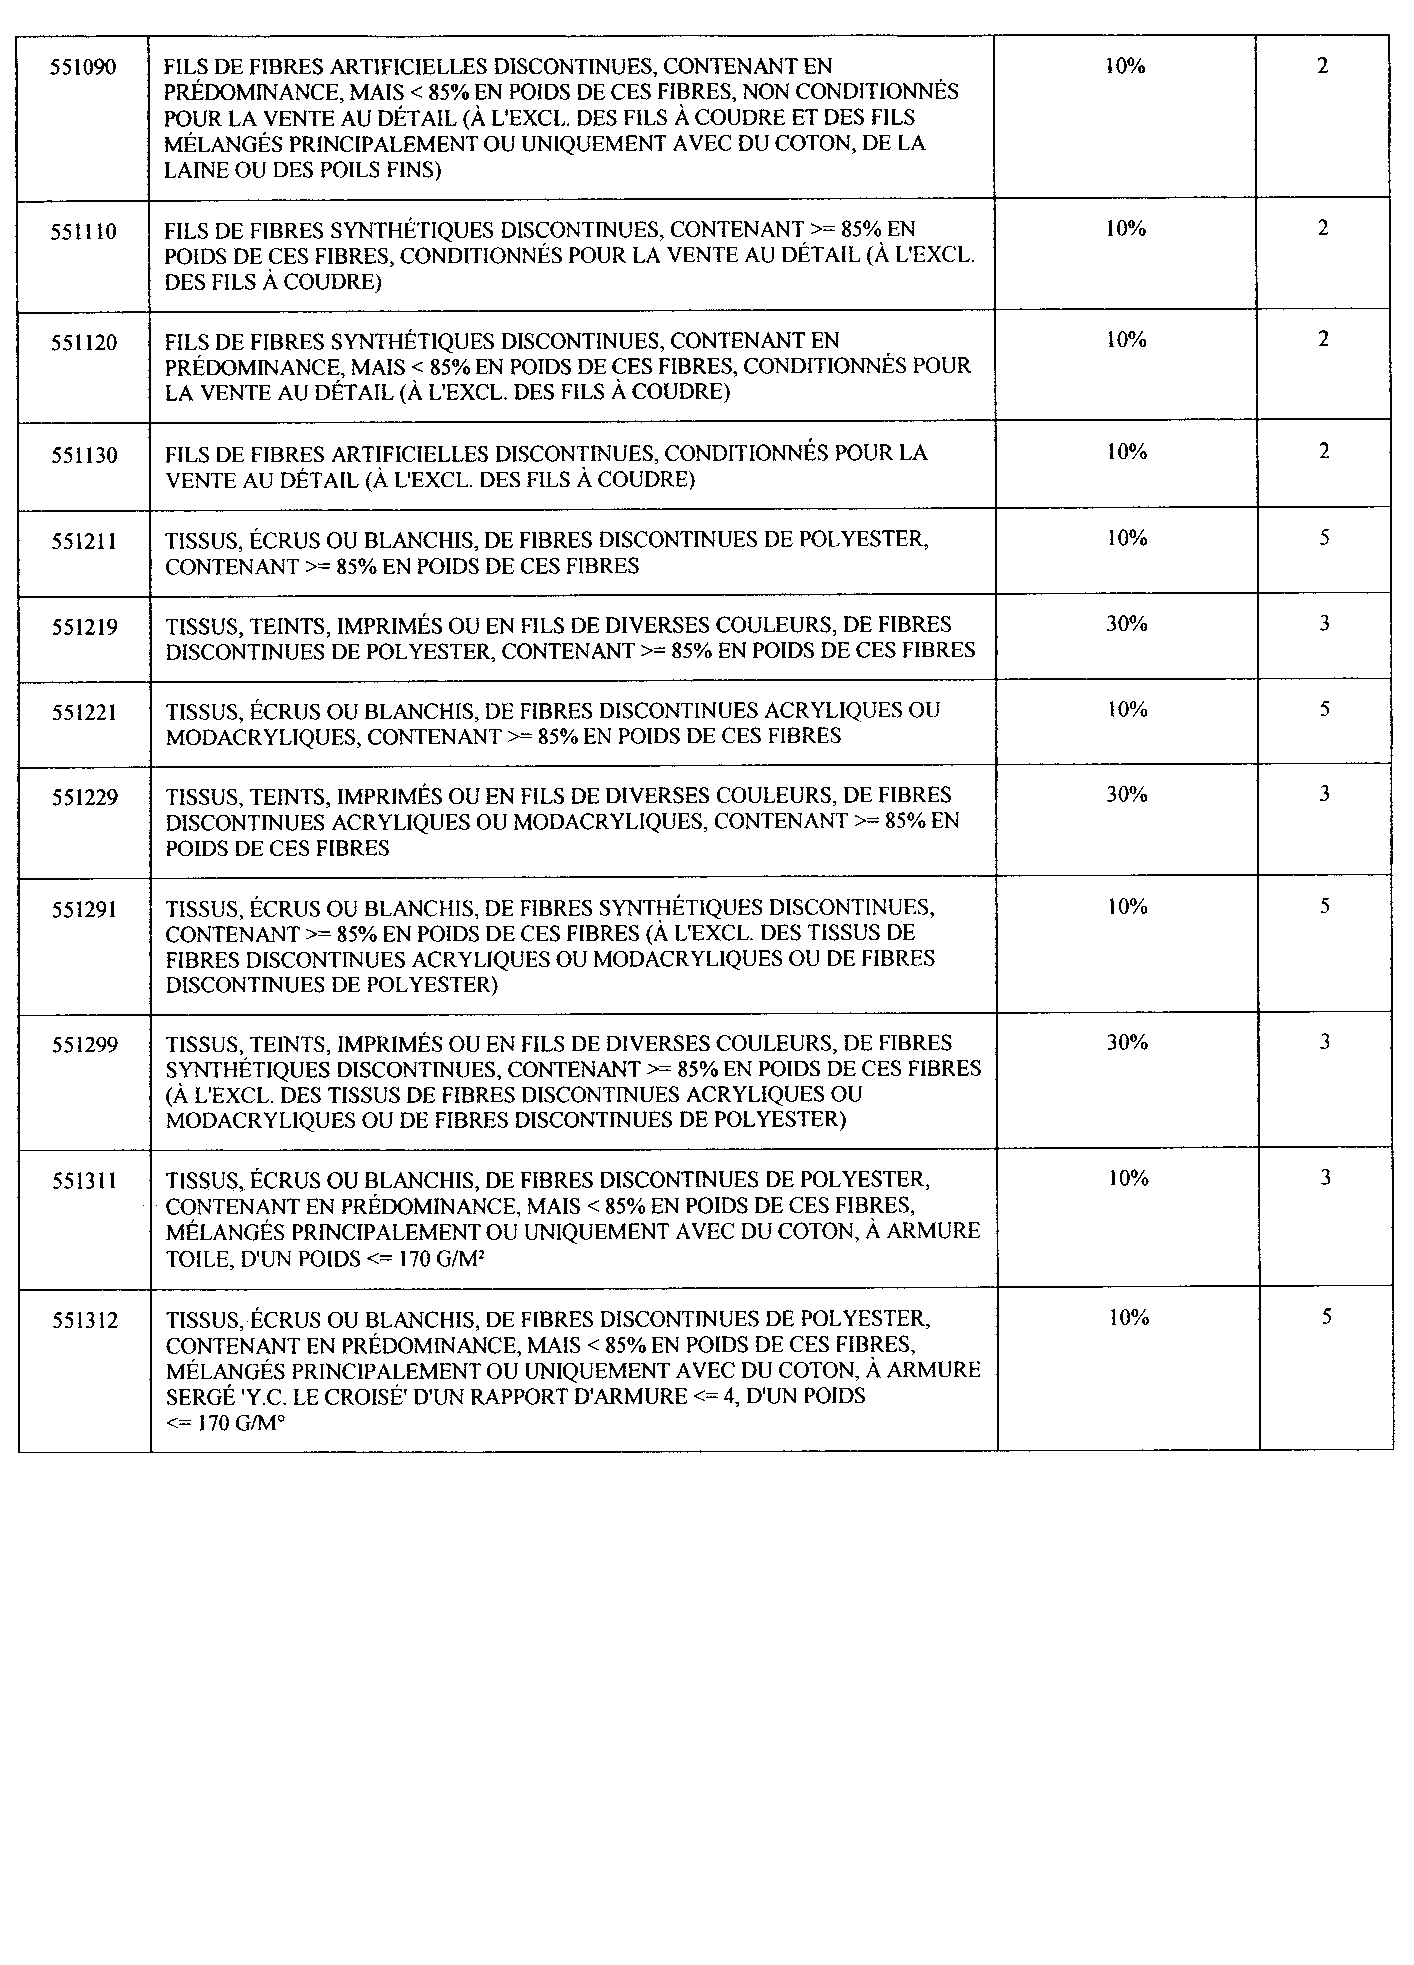 551090 FILS DE FIBRES ARTIFICIELLES DISCONTINUES, CONTENANT EN 10% 2
PRÉDOMINANCE, MAIS < 85% EN POIDS DE CES FIBRES, NON CONDITIONNÉS
POUR LA VENTE AU DÉTAIL (À L'EXCL. DES FILS À COUDRE ET DES FILS
MÉLANGÉS PRINCIPALEMENT OU UNIQUEMENT AVEC DU COTON, DE LA
LAINE OU DES POILS FINS)
551110 FILS DE FIBRES SYNTHÉTIQUES DISCONTINUES, CONTENANT >= 85% EN 10% 2
POIDS DE CES FIBRES, CONDITIONNÉS POUR LA VENTE AU DÉTAIL (À L'EXCL.
DES FILS À COUDRE)
551120 FILS DE FIBRES SYNTHÉTIQUES DISCONTINUES, CONTENANT EN 10% 2
PRÉDOMINANCE, MAIS < 85% EN POIDS DE CES FIBRES, CONDITIONNÉS POUR
LA VENTE AU DÉTAIL (À L'EXCL. DES FILS À COUDRE)
551130 FILS DE FIBRES ARTIFICIELLES DISCONTINUES, CONDITIONNÉS POUR LA 10% 2
VENTE AU DÉTAIL (À L'EXCL. DES FILS À COUDRE)
551211 TISSUS, ÉCRUS OU BLANCHIS, DE FIBRES DISCONTINUES DE POLYESTER, 10% 5
CONTENANT >= 85% EN POIDS DE CES FIBRES
551219 TISSUS, TEINTS, IMPRIMÉS OU EN FILS DE DIVERSES COULEURS, DE FIBRES 30% 3
DISCONTINUES DE POLYESTER, CONTENANT >= 85% EN POIDS DE CES FIBRES
551221 TISSUS, ÉCRUS OU BLANCHIS, DE FIBRES DISCONTINUES ACRYLIQUES OU 10% 5
MODACRYLIQUES, CONTENANT >= 85% EN POIDS DE CES FIBRES
551229 TISSUS, TEINTS, IMPRIMÉS OU EN FILS DE DIVERSES COULEURS, DE FIBRES 30% 3
DISCONTINUES ACRYLIQUES OU MODACRYLIQUES, CONTENANT >= 85% EN
POIDS DE CES FIBRES
551291 TISSUS, ÉCRUS OU BLANCHIS, DE FIBRES SYNTHÉTIQUES DISCONTINUES, 10% 5
CONTENANT >= 85% EN POIDS DE CES FIBRES (À L'EXCL. DES TISSUS DE
FIBRES DISCONTINUES ACRYLIQUES OU MODACRYLIQUES OU DE FIBRES
DISCONTINUES DE POLYESTER)
551299 TISSUS, TEINTS, IMPRIMÉS OU EN FILS DE DIVERSES COULEURS, DE FIBRES 30% 3
SYNTHÉTIQUES DISCONTINUES, CONTENANT >= 85% EN POIDS DE CES FIBRES
(À L'EXCL. DES TISSUS DE FIBRES DISCONTINUES ACRYLIQUES OU
MODACRYLIQUES OU DE FIBRES DISCONTINUES DE POLYESTER)
551311 TISSUS, ÉCRUS OU BLANCHIS, DE FIBRES DISCONTINUES DE POLYESTER, 10% 3
CONTENANT EN PRÉDOMINANCE, MAIS < 85% EN POIDS DE CES FIBRES,
MÉLANGÉS PRINCIPALEMENT OU UNIQUEMENT AVEC DU COTON, À ARMURE
TOILE, D'UN POIDS <= 170 G/M²
551312 TISSUS, ÉCRUS OU BLANCHIS, DE FIBRES DISCONTINUES DE POLYESTER, 10% 5
CONTENANT EN PRÉDOMINANCE, MAIS < 85% EN POIDS DE CES FIBRES,
MÉLANGÉS PRINCIPALEMENT OU UNIQUEMENT AVEC DU COTON, À ARMURE
SERGÉ 'Y.C. LE CROISÉ' D'UN RAPPORT D'ARMURE <= 4, D'UN POIDS
<= 170 G/M°